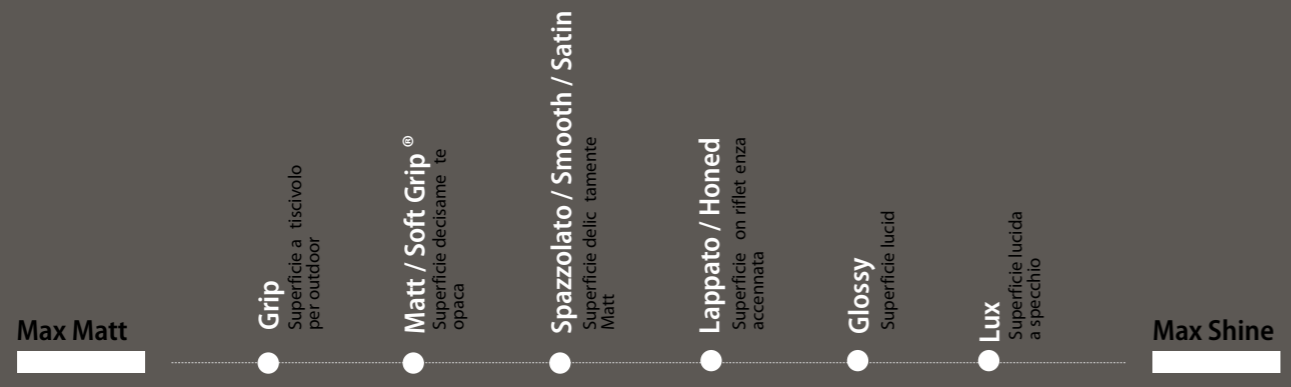 Max Matt
Grip
Superficie a tiscivolo
per outdoor
Matt / Soft Grip ®
Superficie decisame te
opaca
Spazzolato / Smooth / Satin
Superficie delic tamente
Matt
Lappato / Honed
Superficie on riflet enza
accennata
Glossy
Superficie lucid
Lux
Superficie lucida
a specchio
Max Shine